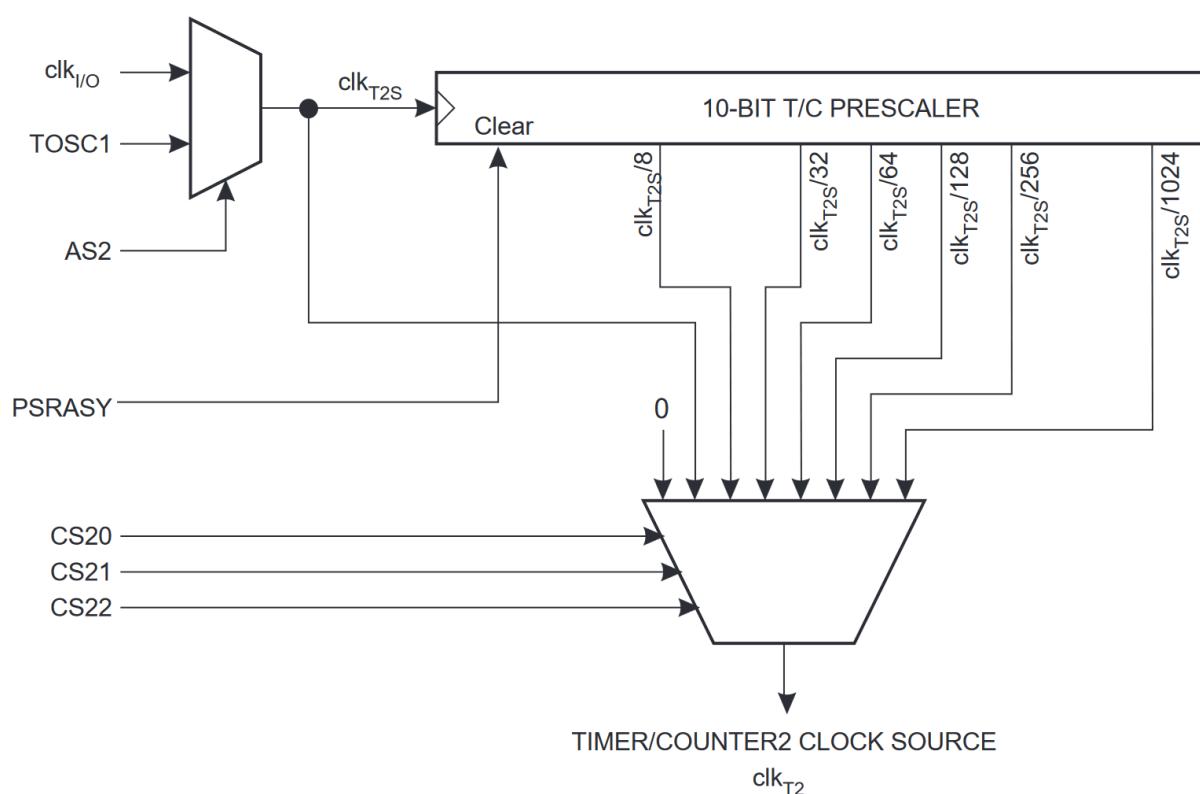 clkI/O
TOSC1
AS2
clkT2S
10-BIT T/C PRESCALER
Clear
clkT2S/8
clkT2S/32
clkT2S/64
clkT2S/128
clkT2S/256
clkT2S/1024
PSRASY
0
CS20
CS21
CS22
TIMER/COUNTER2 CLOCK SOURCE
clkT2